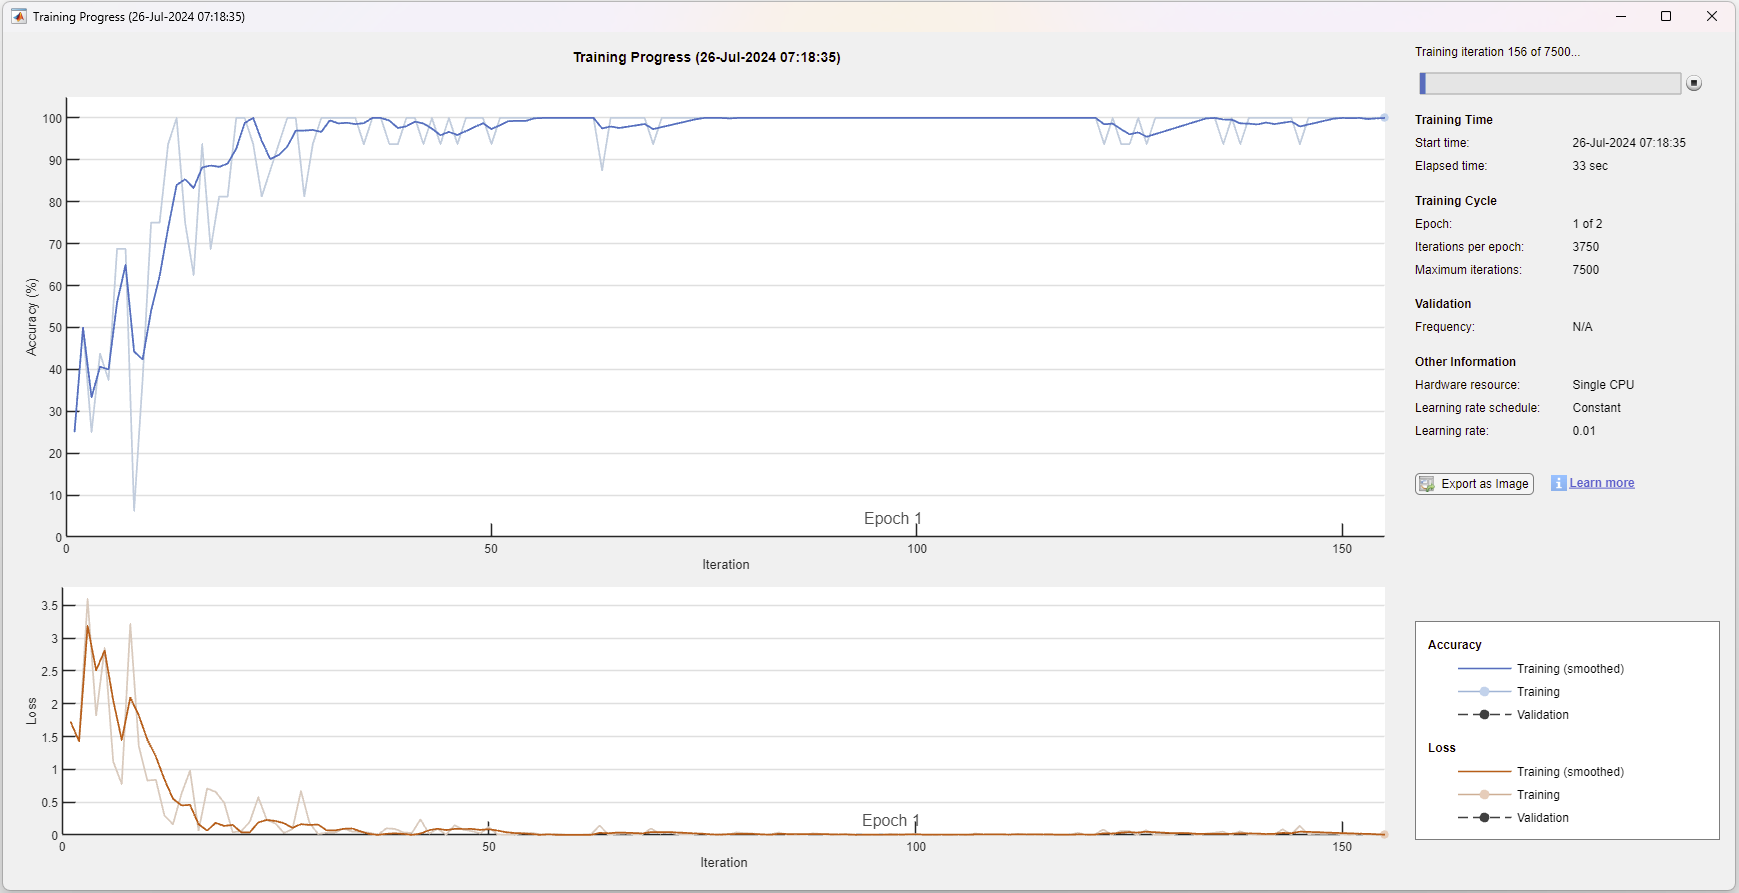 Training Progress (26-Jul-2024 07:18:35)
Training Progress (26-Jul-2024 07:18:35)
100
90
80
70
60
50
40
30
20
10
0
Accuracy (%)
0
50
100
150
Epoch 1
Iteration
3.5
3
2.5
2
1.5
1
0.5
0
Loss
0
50
100
150
Epoch 1
Iteration
Training iteration 156 of 7500...
Training Time
Start time: 26-Jul-2024 07:18:35
Elapsed time: 33 sec
Training Cycle
Epoch: 1 of 2
Iterations per epoch: 3750
Maximum iterations: 7500
Validation
Frequency: N/A
Other Information
Hardware resource: Single CPU
Learning rate schedule: Constant
Learning rate: 0.01
Export as Image
i Learn more
Accuracy
Training (smoothed)
Training
Validation
Loss
Training (smoothed)
Training
Validation